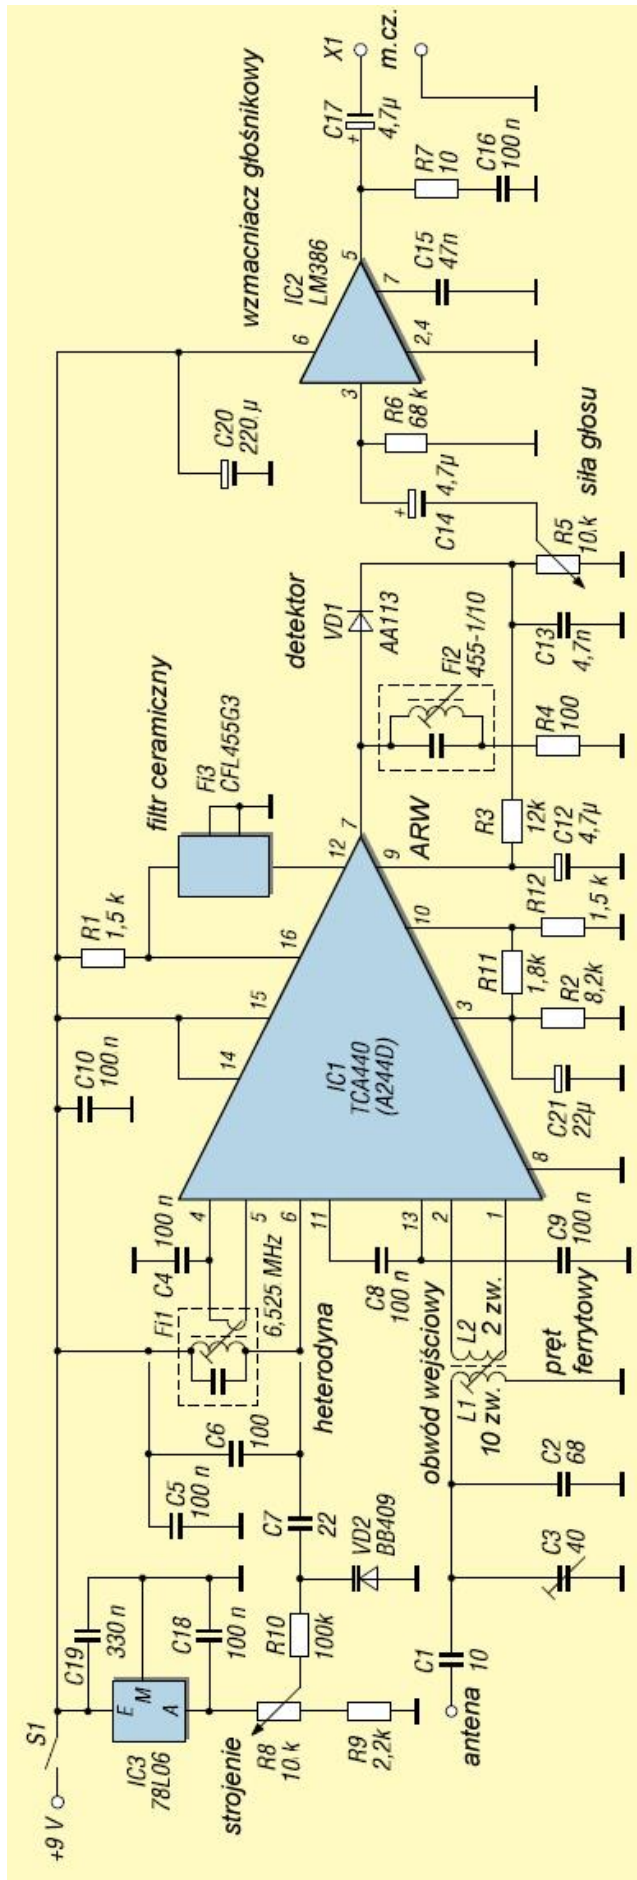 +9 V
S1
IC3
78L06
E
M
A
C19
330 n
C18
100 n
strojenie
R8
10.k
R9
2,2k
R10
100k
VD2
BB409
C7
22
C5
100 n
C6
100
heterodyna
Fi1
6,525 MHz
C4
100 n
antena
C1
10
C3
40
C2
68
obwód wejściowy
L1
10 zw.
L2
2 zw.
pręt
ferrytowy
C8
100 n
C9
100 n
4
5
6
11
13
2
1
8
3
10
9
7
12
16
15
14
IC1
TCA440
(A244D)
C10
100 n
R1
1,5 k
filtr ceramiczny
Fi3
CFL455G3
C21
22µ
R2
8,2k
R11
1,8k
R12
1,5 k
C12
4,7µ
R3
12k
ARW
R4
100
Fi2
455-1/10
detektor
VD1
AA113
C13
4,7n
R5
10.k
siła głosu
C14
4,7µ
R6
68 k
C20
220.µ
wzmacniacz głośnikowy
IC2
LM386
3
6
5
7
2,4
C15
47n
R7
10
C16
100 n
C17
4,7µ
+
+
X1
m.cz.